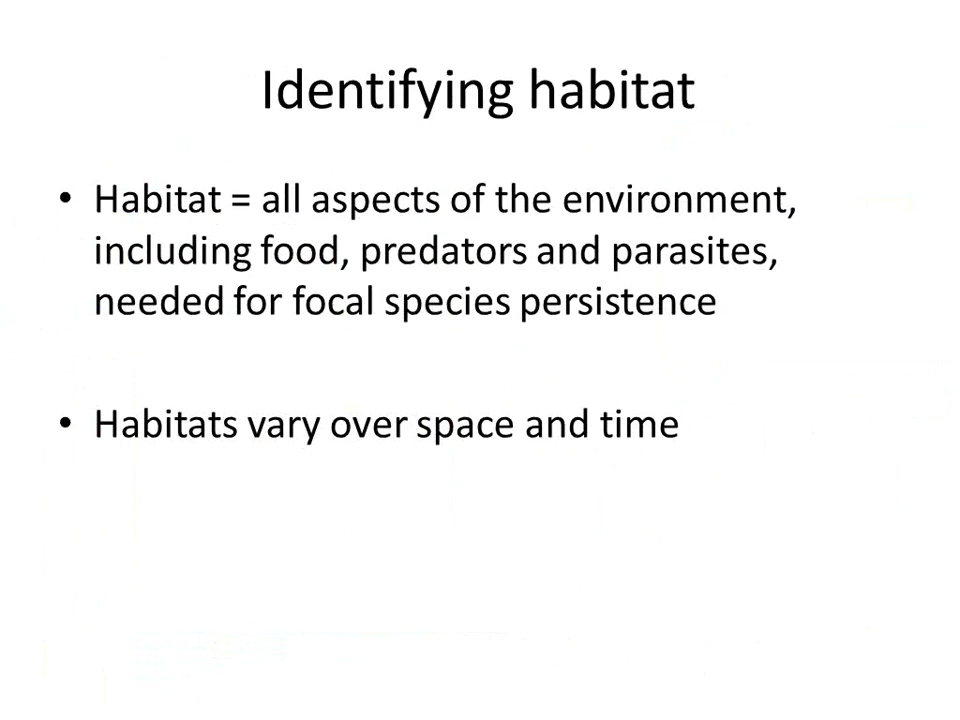 Identifying habitat
• Habitat = all aspects of the environment,
including food, predators and parasites,
needed for focal species persistence
• Habitats vary over space and time